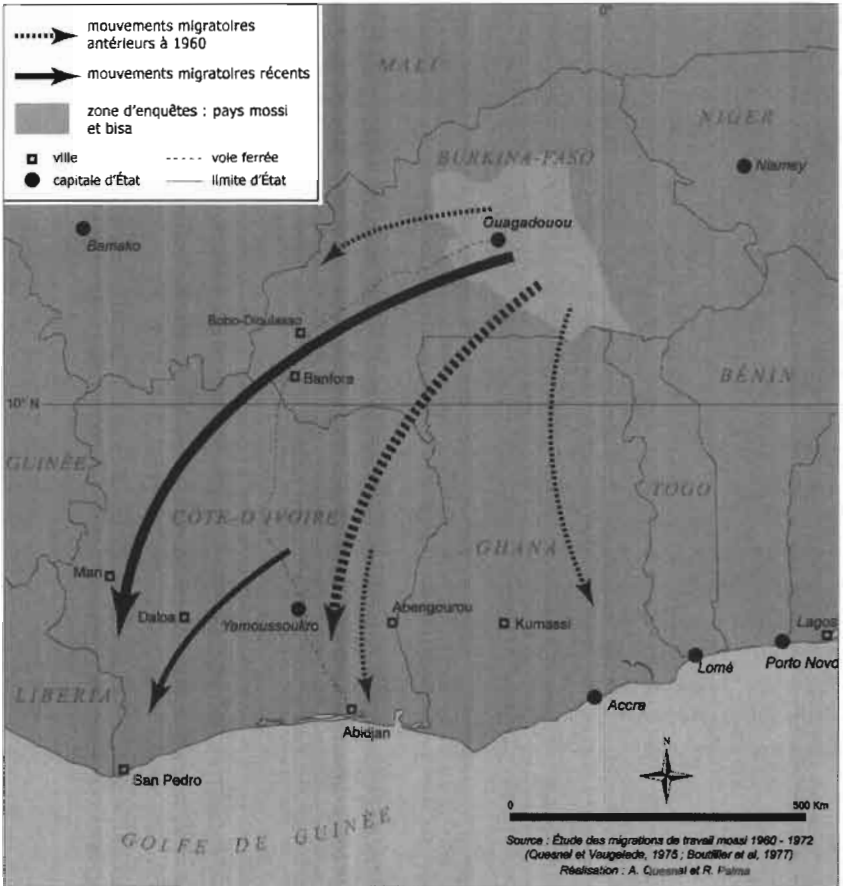 mouvements migratoires
antérieurs à 1960
mouvements migratoires récents
zone d'enquêtes : pays mossi
et bisa
ville
voie ferrée
capitale d'État
limite d'État
0°
MALI
NIGER
BURKINA-FASO
Niamey
Ouagadouou
Bamako
Bobo-Dioulasso
Banfora
BÉNIN
10° N
GUINÉE
TOGO
CÔTE-D'IVOIRE
GHANA
Man
Daloa
Yamoussoukro
Abengourou
Kumassi
Lagos
Lomé
Porto Novo
LIBERIA
Accra
Abidjan
N
San Pedro
0
500 Km
GOLFE DE GUINÉE
Source : Étude des migrations de travail mossi 1960 - 1972
(Quesnel et Vaugelade, 1975 ; Boutillier et al, 1977)
Réalisation : A. Quesnel et R. Palma